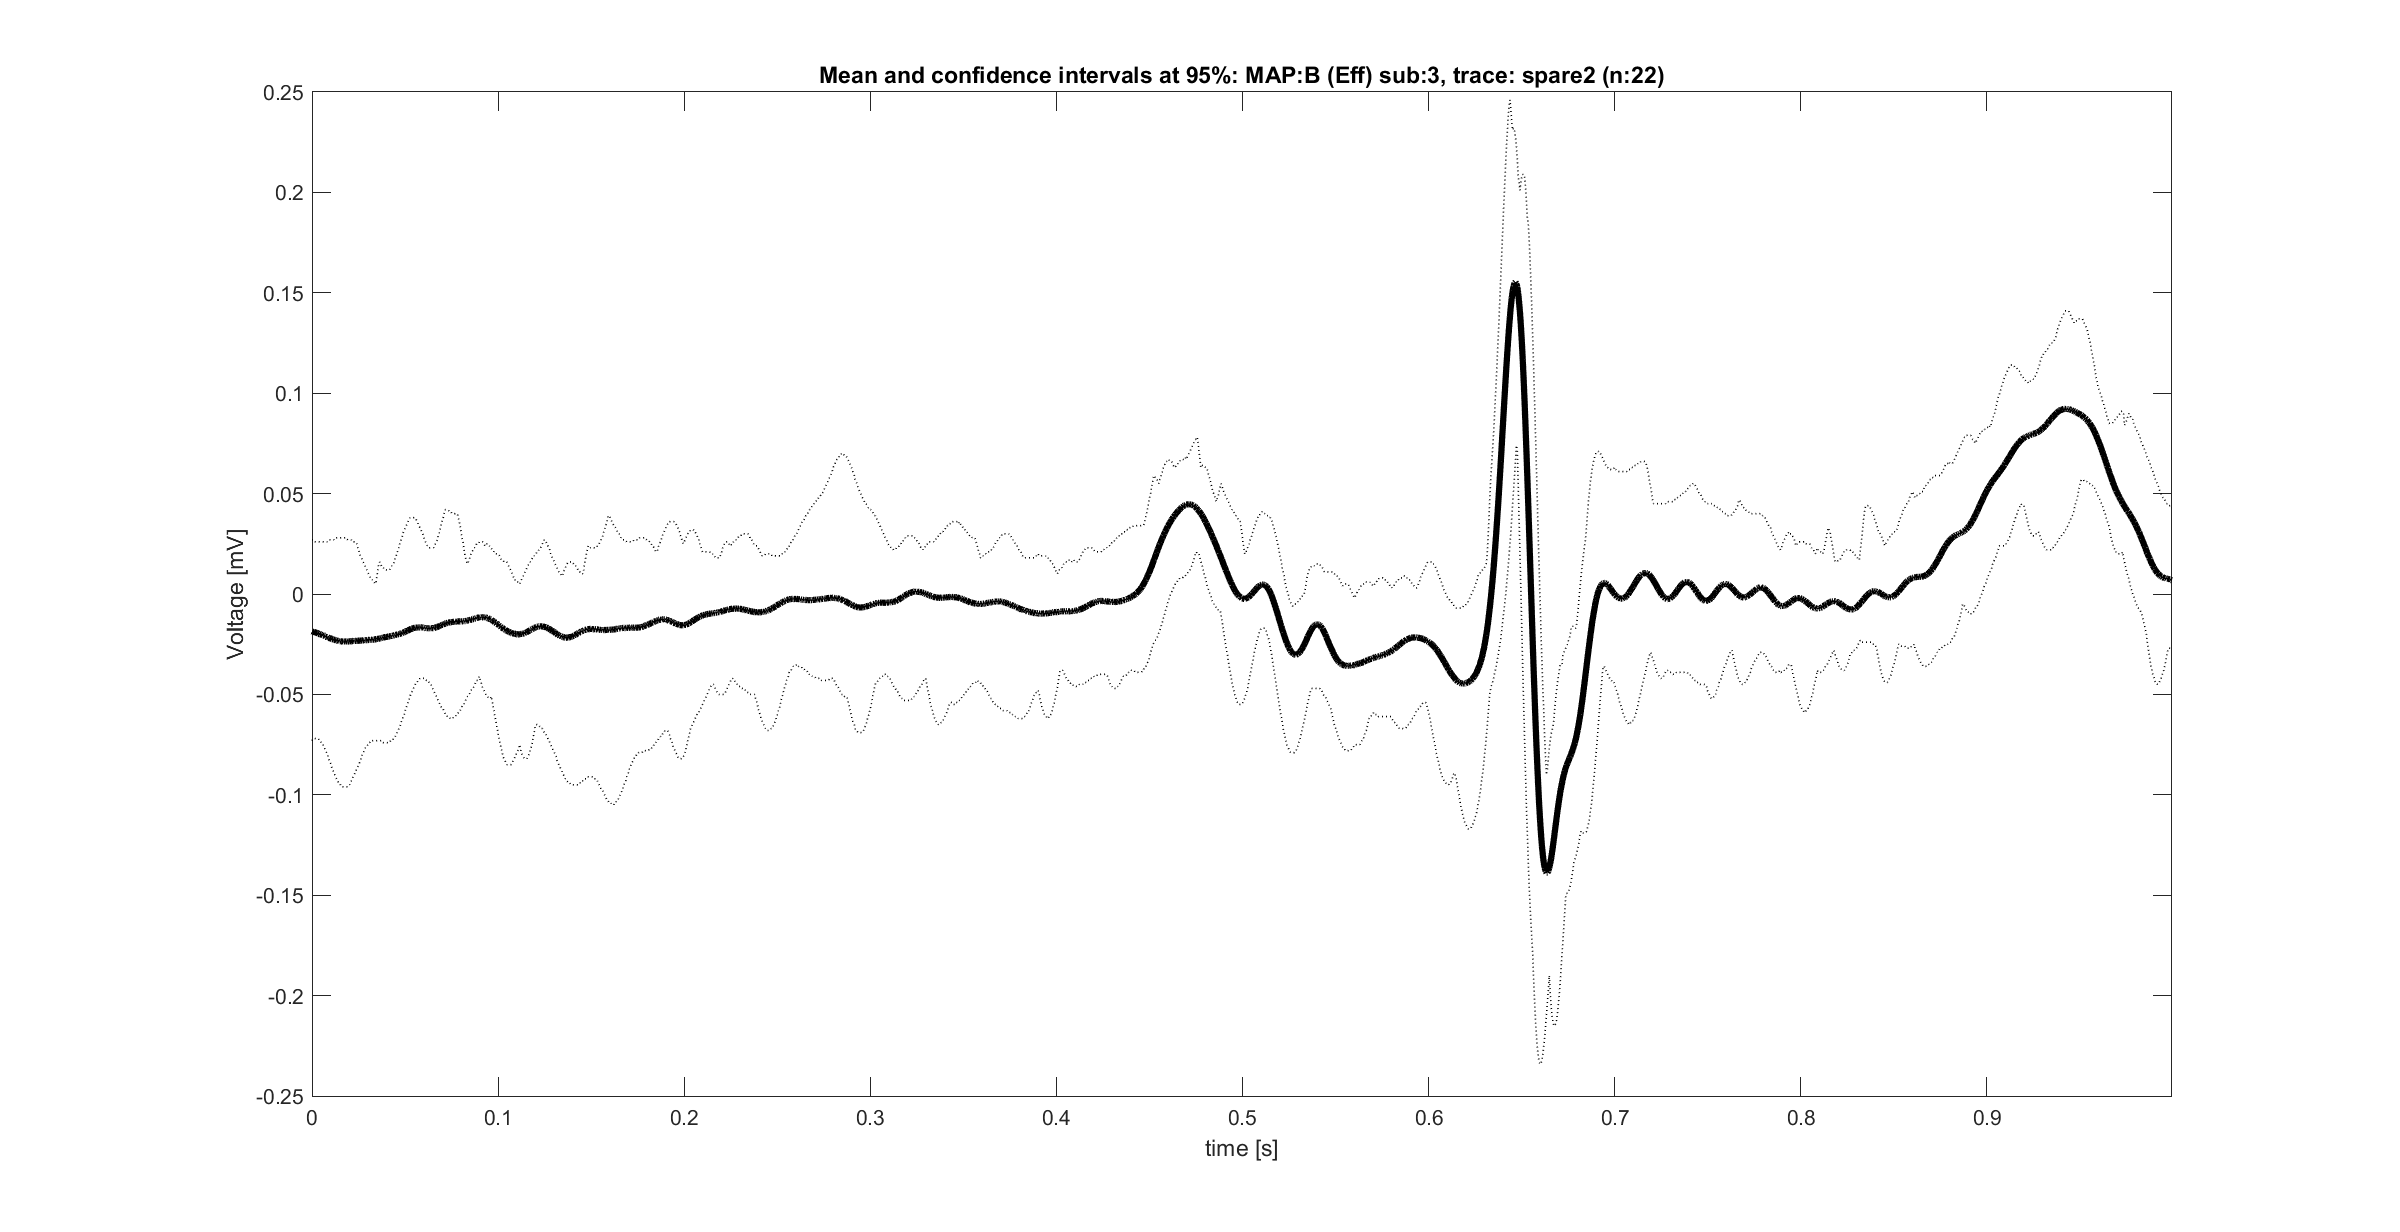 Mean and confidence intervals at 95%: MAP:B (Eff) sub:3, trace: spare2 (n:22)
0.25
0.2
0.15
0.1
0.05
0
-0.05
-0.1
-0.15
-0.2
-0.25
Voltage [mV]
0 0.1 0.2 0.3 0.4 0.5 0.6 0.7 0.8 0.9
time [s]